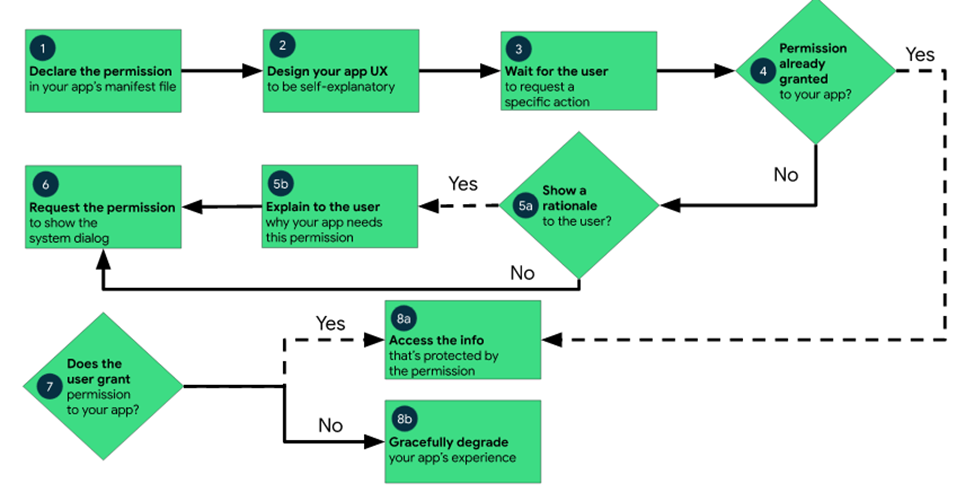 1
Declare the permission
in your app's manifest file
2
Design your app UX
to be self-explanatory
3
Wait for the user
to request a
specific action
4
Permission
already
granted
to your app?
Yes
No
5a
Show a
rationale
to the user?
Yes
No
5b
Explain to the user
why your app needs
this permission
6
Request the permission
to show the
system dialog
7
Does the
user grant
permission
to your app?
Yes
No
8a
Access the info
that's protected by
the permission
8b
Gracefully degrade
your app's experience